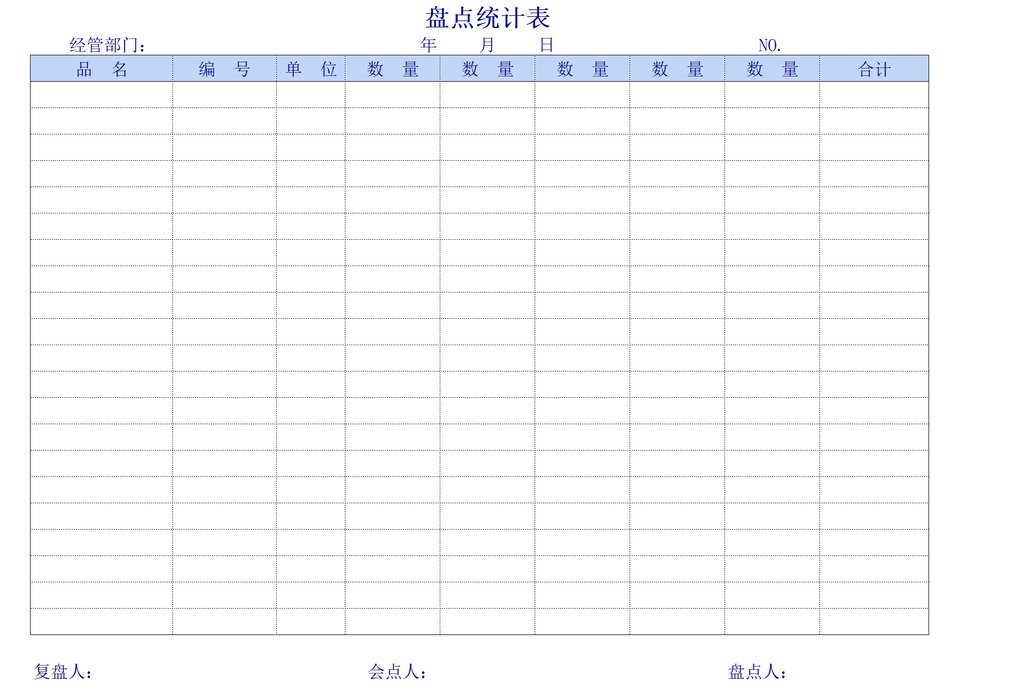 盘点统计表
经管部门： 年 月 日 NO.
品 名 编 号 单 位 数 量 数 量 数 量 数 量 数 量 合计
复盘人： 会点人： 盘点人：